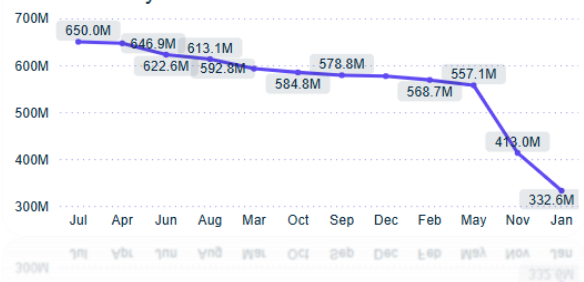 700M
650.0M
646.9M
613.1M
622.6M
592.8M
578.8M
584.8M
557.1M
568.7M
600M
500M
413.0M
400M
332.6M
300M
Jul Apr Jun Aug Mar Oct Sep Dec Feb May Nov Jan